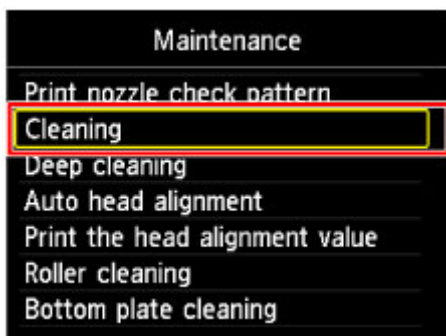 Maintenance
Print nozzle check pattern
Cleaning
Deep cleaning
Auto head alignment
Print the head alignment value
Roller cleaning
Bottom plate cleaning